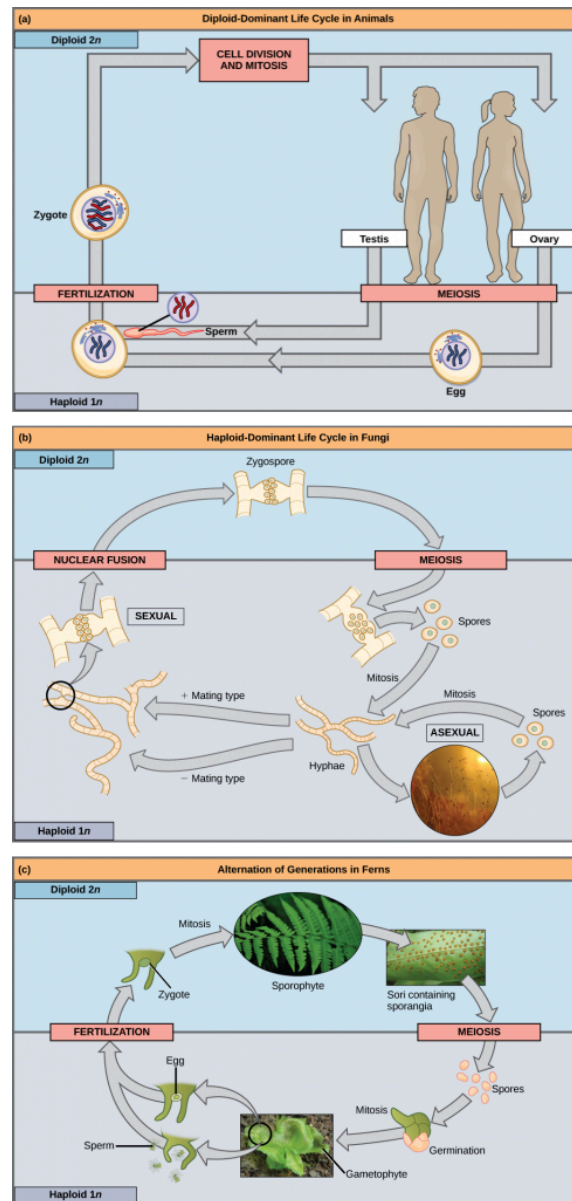 (a) Diploid-Dominant Life Cycle in Animals
Diploid 2n
CELL DIVISION
AND MITOSIS
Zygote
Testis
Ovary
FERTILIZATION
MEIOSIS
Sperm
Egg
Haploid 1n
(b) Haploid-Dominant Life Cycle in Fungi
Diploid 2n
Zygospore
NUCLEAR FUSION
MEIOSIS
SEXUAL
Spores
Mitosis
+ Mating type
Mitosis
Spores
ASEXUAL
Hyphae
− Mating type
Haploid 1n
(c) Alternation of Generations in Ferns
Diploid 2n
Mitosis
Zygote
Sporophyte
Sori containing
sporangia
FERTILIZATION
MEIOSIS
Egg
Spores
Mitosis
Sperm
Germination
Gametophyte
Haploid 1n